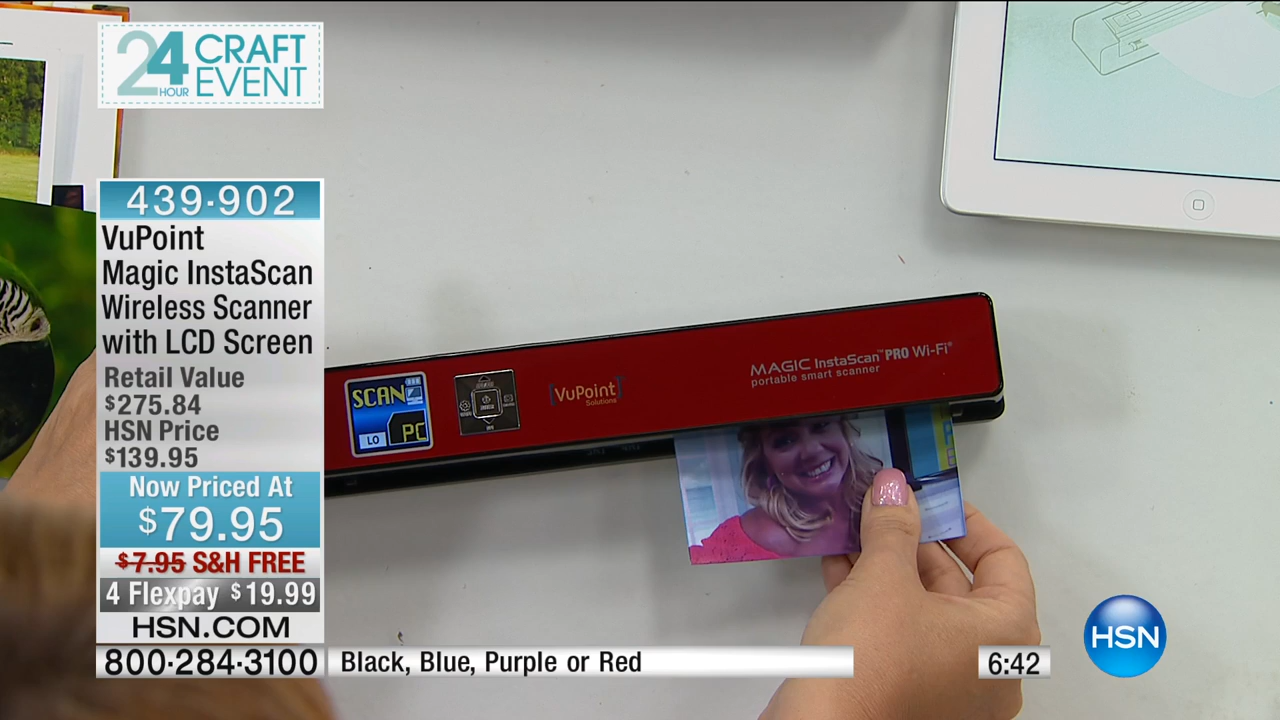 24
HOUR
CRAFT
EVENT
439·902
VuPoint
Magic InstaScan
Wireless Scanner
with LCD Screen
Retail Value
$275.84
HSN Price
$139.95
Now Priced At
$79.95
$7.95 S&H FREE
4 Flexpay $19.99
HSN.COM
800·284·3100
Black, Blue, Purple or Red
6:42
HSN
SCAN
LO PC
VuPoint
Solutions
MAGIC InstaScan™ PRO Wi-Fi®
portable smart scanner